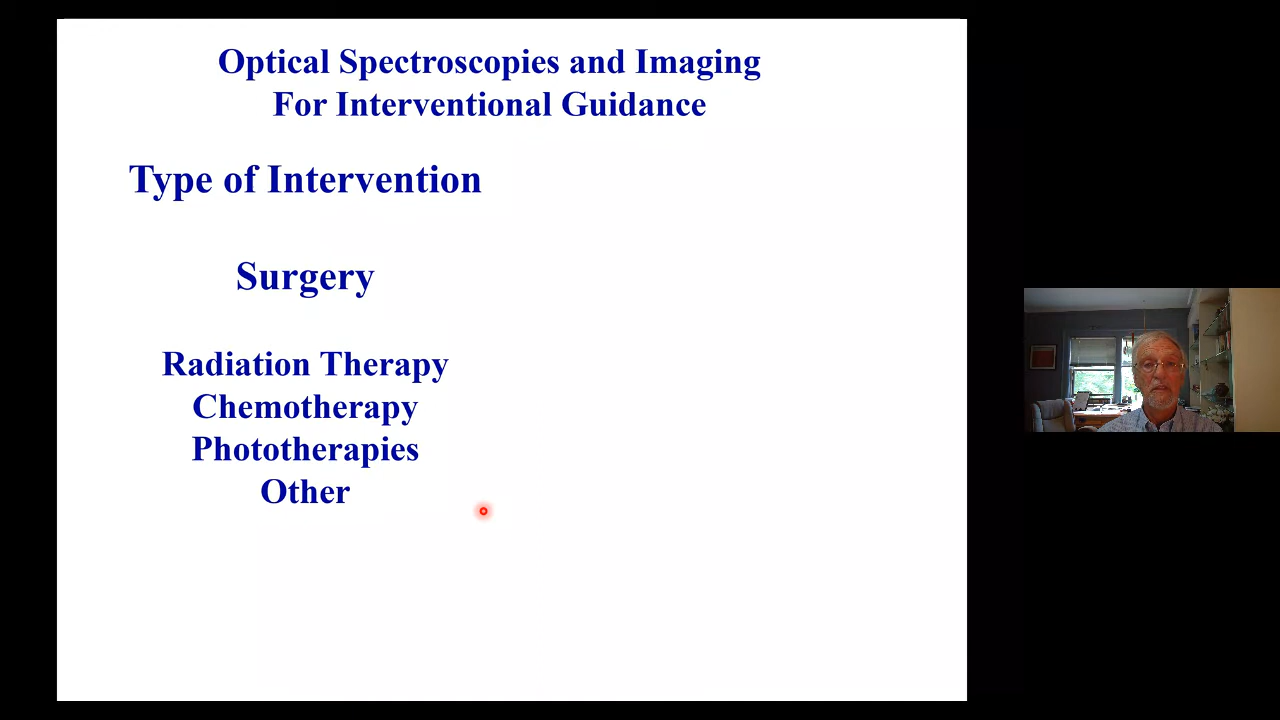 Optical Spectroscopies and Imaging
For Interventional Guidance
Type of Intervention
Surgery
Radiation Therapy
Chemotherapy
Phototherapies
Other